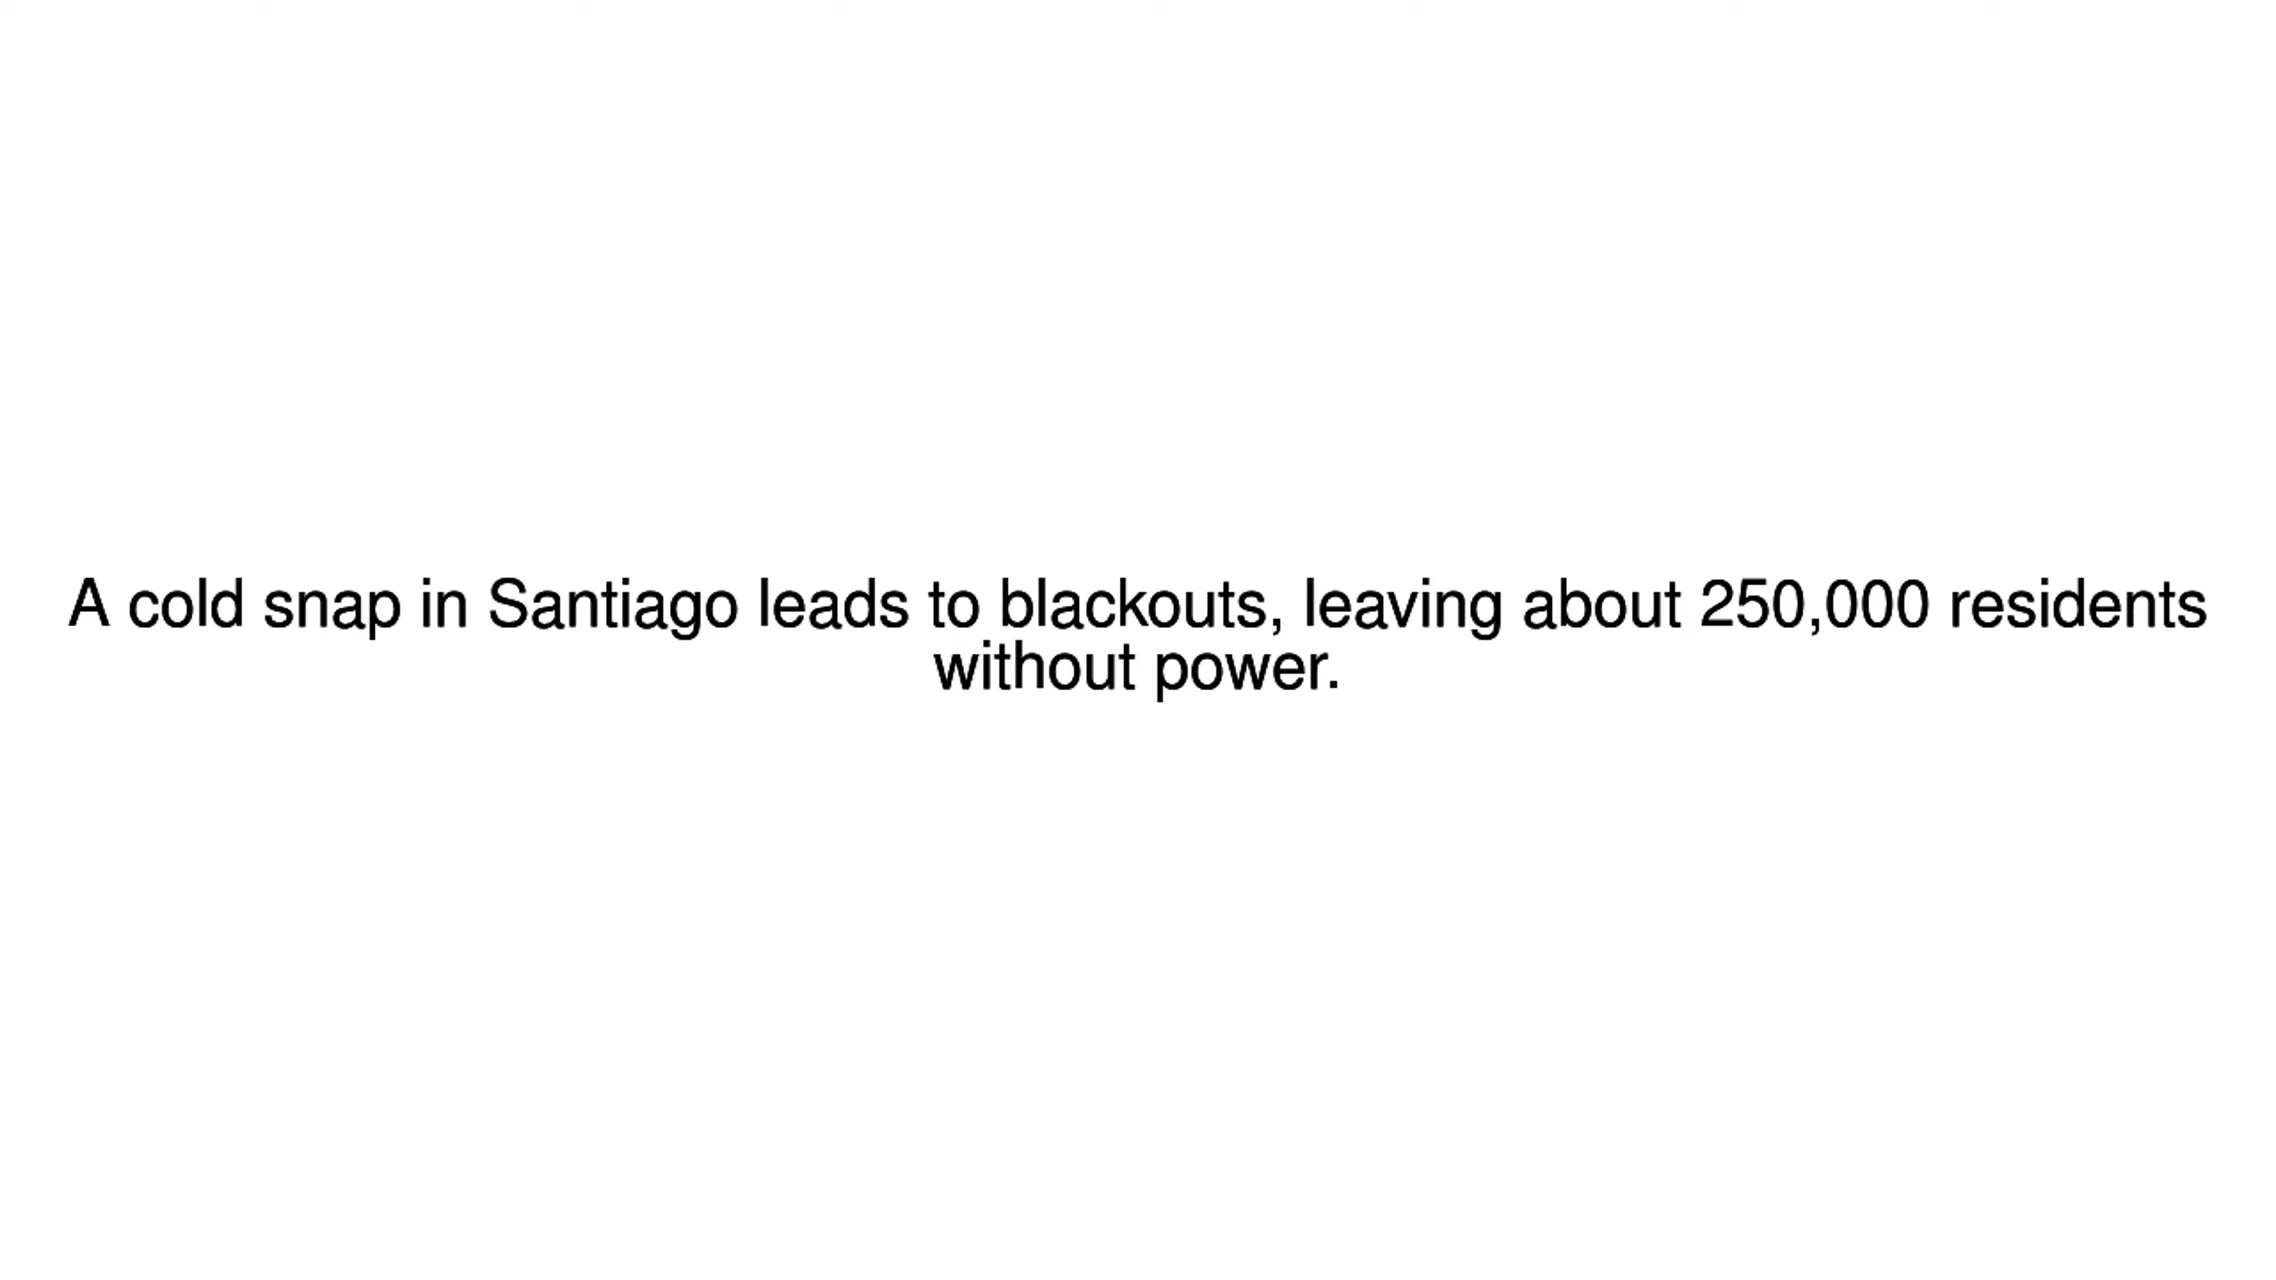 A cold snap in Santiago leads to blackouts, leaving about 250,000 residents
without power.